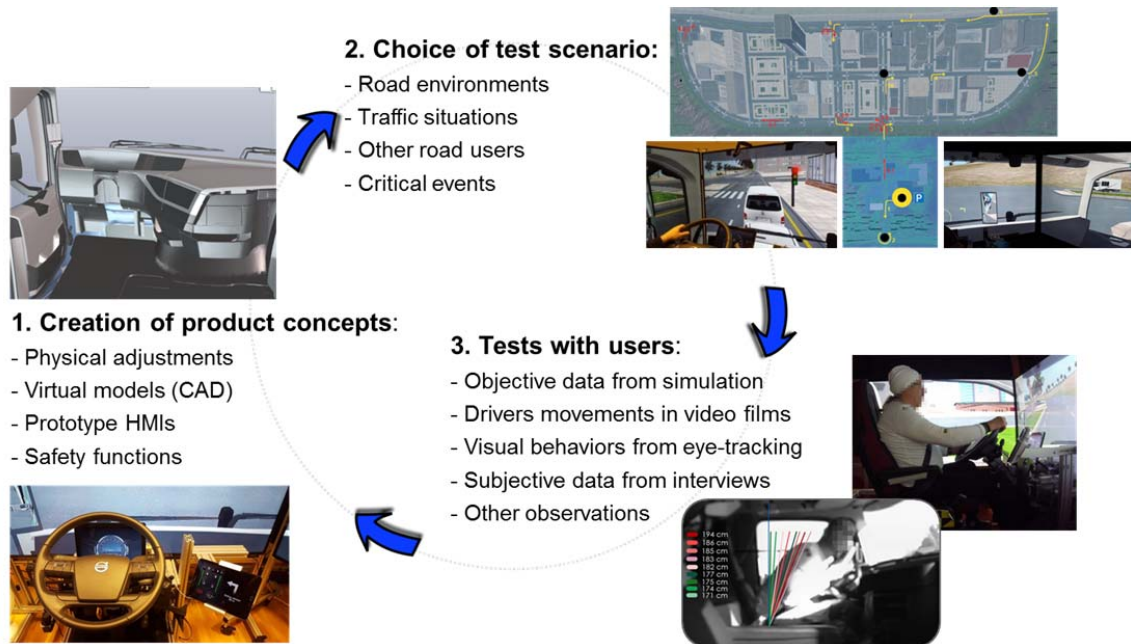 2. Choice of test scenario:
- Road environments
- Traffic situations
- Other road users
- Critical events
P
1. Creation of product concepts:
- Physical adjustments
- Virtual models (CAD)
- Prototype HMIs
- Safety functions
3. Tests with users:
- Objective data from simulation
- Drivers movements in video films
- Visual behaviors from eye-tracking
- Subjective data from interviews
- Other observations
194 cm
186 cm
185 cm
183 cm
182 cm
177 cm
175 cm
174 cm
171 cm